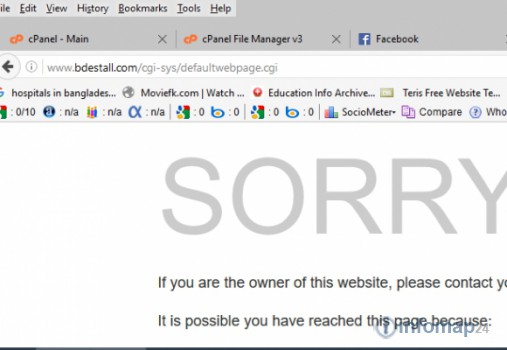 ile Edit View History Bookmarks Tools Help
cPanel - Main × cPanel File Manager v3 × Facebook
www.bdestall.com/cgi-sys/defaultwebpage.cgi
hospitals in banglades... Moviefk.com | Watch ... Education Info Archive... Teris Free Website Te...
: 0/10 : n/a : n/a : n/a : 0 : 0 : 0 : 0 SocioMeter Compare Who
SORRY
If you are the owner of this website, please contact yo
It is possible you have reached this page because:
infomap24